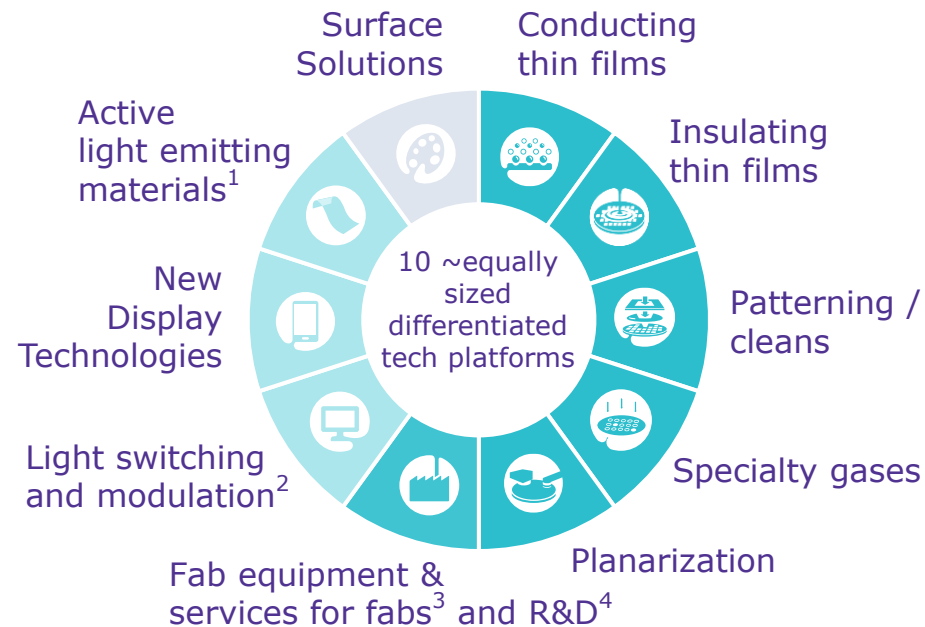 Surface
Solutions
Conducting
thin films
Active
light emitting
materials¹
Insulating
thin films
New
Display
Technologies
10 ~equally
sized
differentiated
tech platforms
Patterning /
cleans
Light switching
and modulation²
Specialty gases
Fab equipment &
services for fabs³ and R&D⁴
Planarization